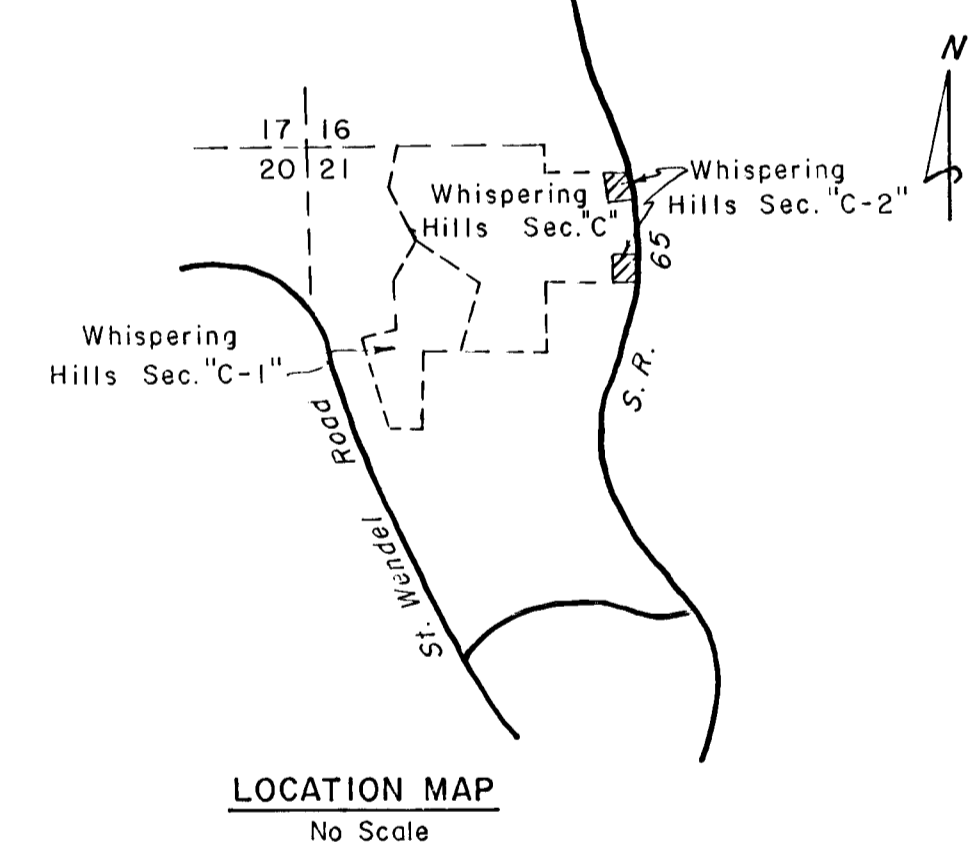 N
17 16
20 21
Whispering
Hills Sec. "C-2"
Whispering
Hills Sec. "C"
65
S. R.
Whispering
Hills Sec. "C-1"
St. Wendel Road
LOCATION MAP
No Scale